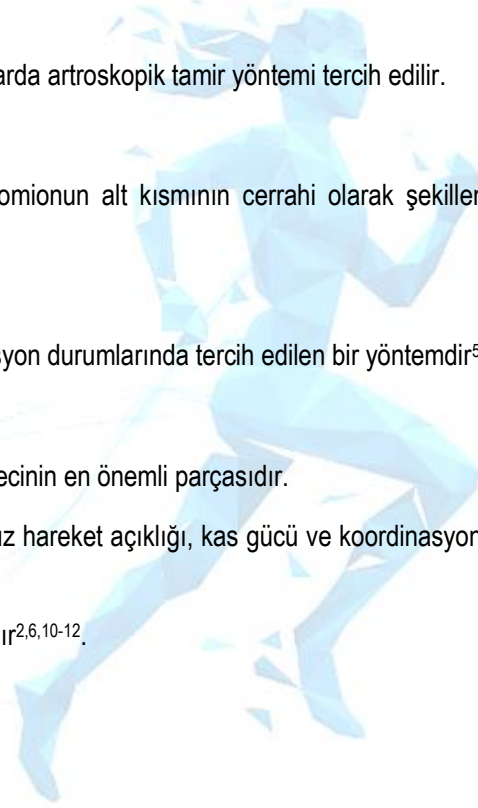 arda artroskopik tamir yöntemi tercih edilir.
omionun alt kısmının cerrahi olarak şekiller
syon durumlarında tercih edilen bir yöntemdir⁵
ecinin en önemli parçasıdır.
ız hareket açıklığı, kas gücü ve koordinasyon
ır²,⁶,¹⁰⁻¹².